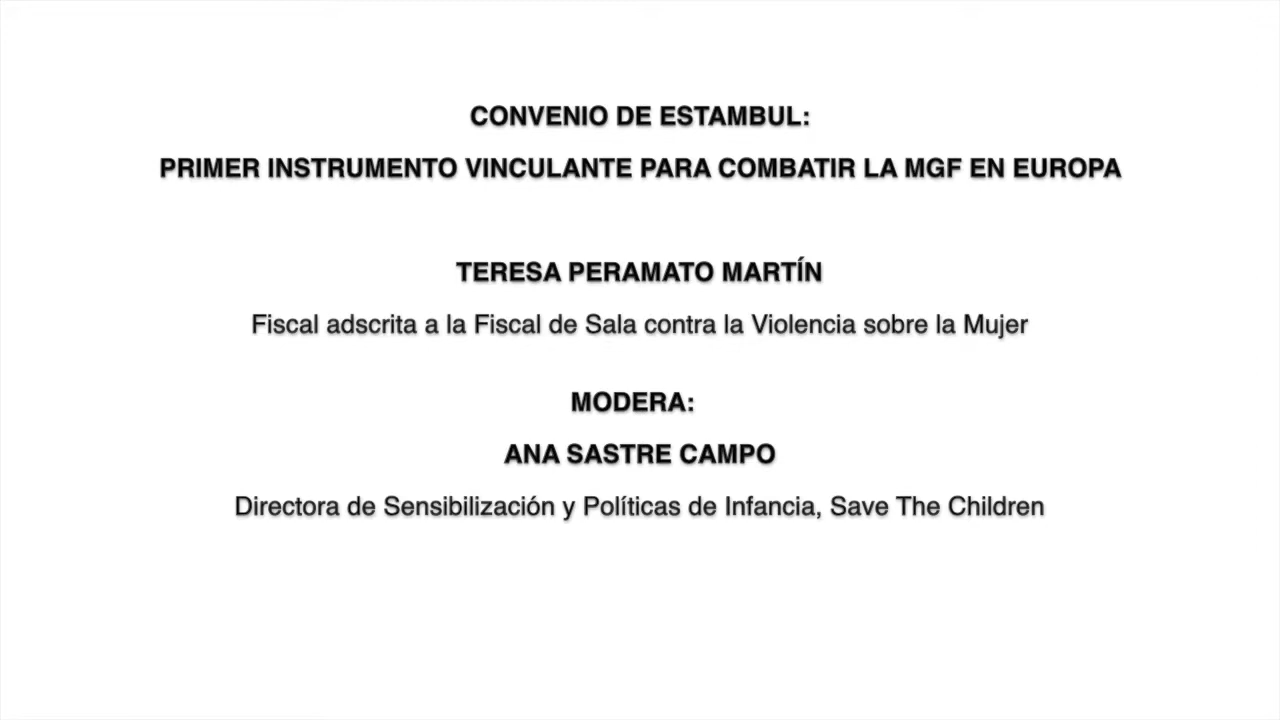 CONVENIO DE ESTAMBUL:
PRIMER INSTRUMENTO VINCULANTE PARA COMBATIR LA MGF EN EUROPA
TERESA PERAMATO MARTÍN
Fiscal adscrita a la Fiscal de Sala contra la Violencia sobre la Mujer
MODERA:
ANA SASTRE CAMPO
Directora de Sensibilización y Políticas de Infancia, Save The Children